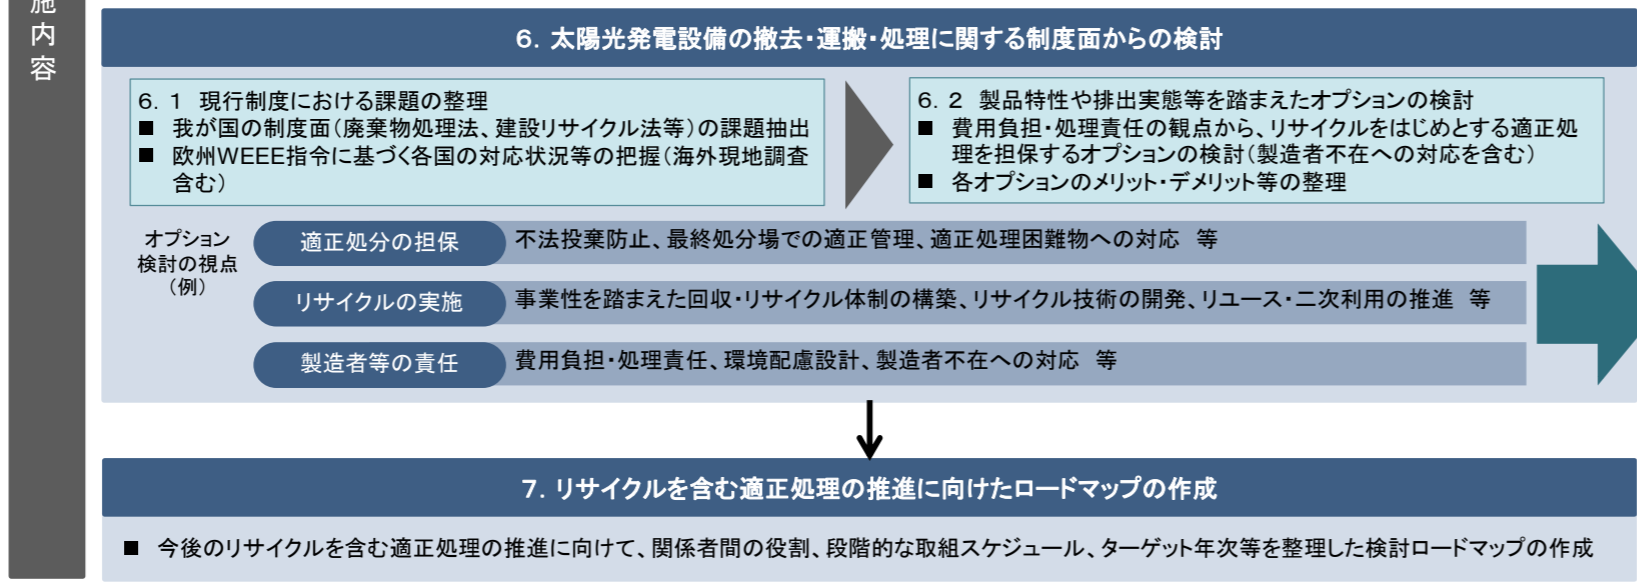 施内容
6．太陽光発電設備の撤去・運搬・処理に関する制度面からの検討
6．1　現行制度における課題の整理
■ 我が国の制度面（廃棄物処理法、建設リサイクル法等）の課題抽出
■ 欧州WEEE指令に基づく各国の対応状況等の把握（海外現地調査
含む）
6．2　製品特性や排出実態等を踏まえたオプションの検討
■ 費用負担・処理責任の観点から、リサイクルをはじめとする適正処
理を担保するオプションの検討（製造者不在への対応を含む）
■ 各オプションのメリット・デメリット等の整理
オプション
検討の視点
（例）
適正処分の担保
不法投棄防止、最終処分場での適正管理、適正処理困難物への対応　等
リサイクルの実施
事業性を踏まえた回収・リサイクル体制の構築、リサイクル技術の開発、リユース・二次利用の推進　等
製造者等の責任
費用負担・処理責任、環境配慮設計、製造者不在への対応　等
7．リサイクルを含む適正処理の推進に向けたロードマップの作成
■ 今後のリサイクルを含む適正処理の推進に向けて、関係者間の役割、段階的な取組スケジュール、ターゲット年次等を整理した検討ロードマップの作成